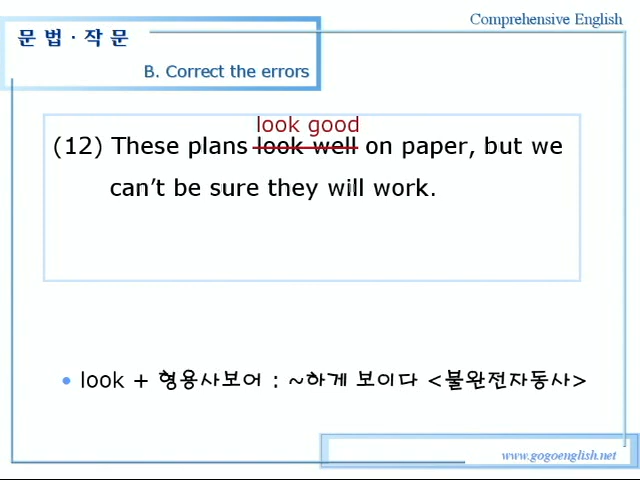 Comprehensive English
문 법 · 작 문
B. Correct the errors
look good
(12) These plans look well on paper, but we
can't be sure they will work.
• look + 형용사보어 : ~하게 보이다 <불완전자동사>
www.gogoenglish.net